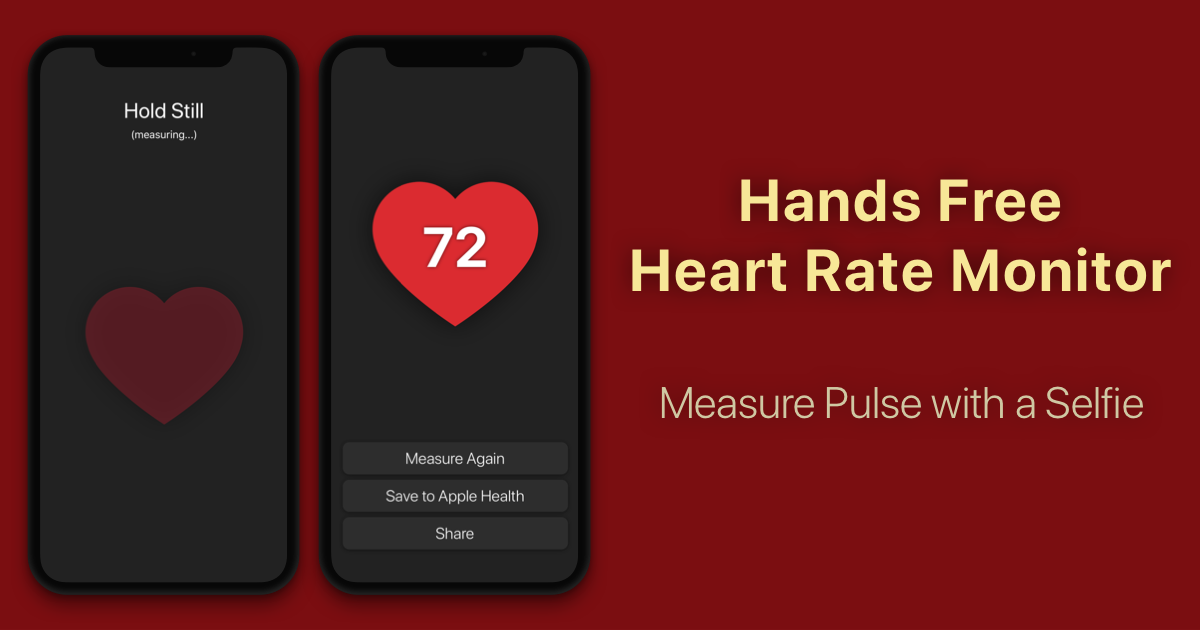 Hold Still
(measuring...)
72
Measure Again
Save to Apple Health
Share
Hands Free
Heart Rate Monitor
Measure Pulse with a Selfie